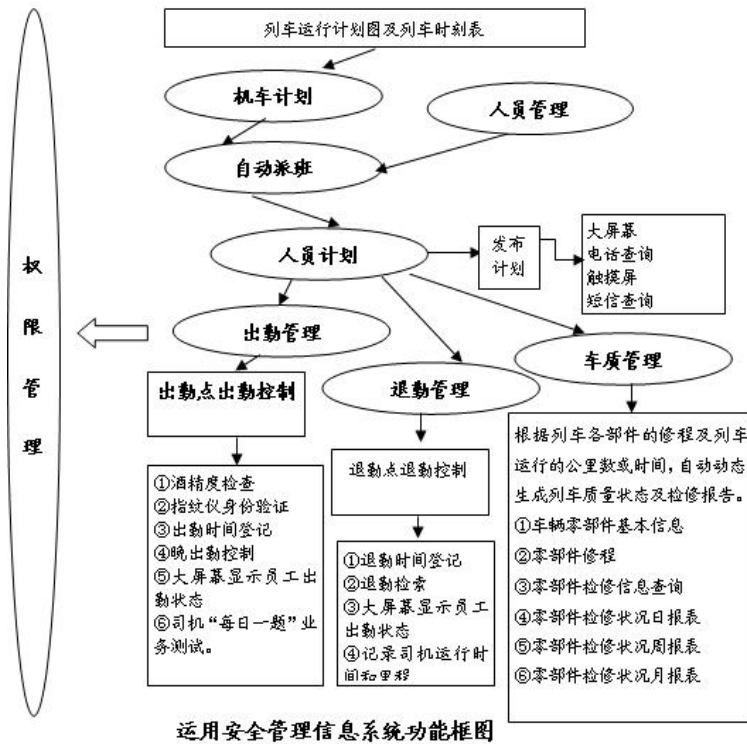 列车运行计划图及列车时刻表
机车计划
人员管理
自动派班
人员计划
发布
计划
大屏幕
电话查询
触摸屏
短信查询
权
限
管
理
出勤管理
车质管理
退勤管理
出勤点出勤控制
退勤点退勤控制
①酒精度检查
②指纹仪身份验证
③出勤时间登记
④晚出勤控制
⑤大屏幕显示员工出
勤状态
⑥司机“每日一题”业
务测试。
①退勤时间登记
②退勤检索
③大屏幕显示员工
出勤状态
④记录司机运行时
间和里程
根据列车各部件的修程及列车
运行的公里数或时间，自动动态
生成列车质量状态及检修报告。
①车辆零部件基本信息
②零部件修程
③零部件检修信息查询
④零部件检修状况日报表
⑤零部件检修状况周报表
⑥零部件检修状况月报表
运用安全管理信息系统功能框图